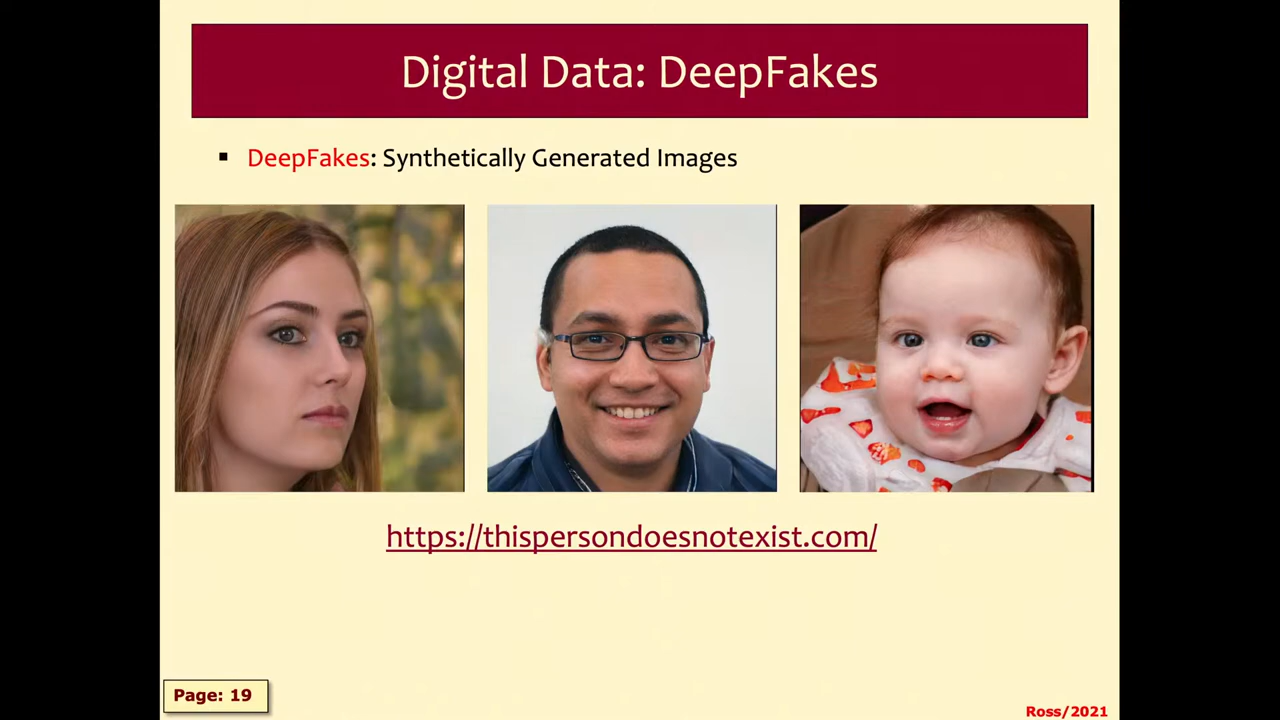 Digital Data: DeepFakes
DeepFakes: Synthetically Generated Images
https://thispersondoesnotexist.com/
Page: 19
Ross/2021